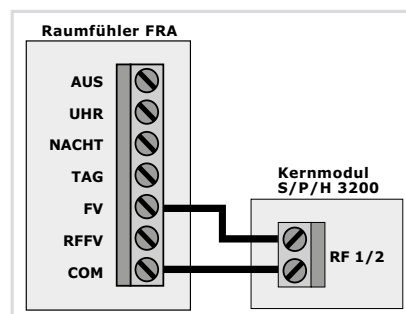 Raumfühler FRA
AUS
UHR
NACHT
TAG
FV
RFFV
COM
Kernmodul
S/P/H 3200
RF 1/2